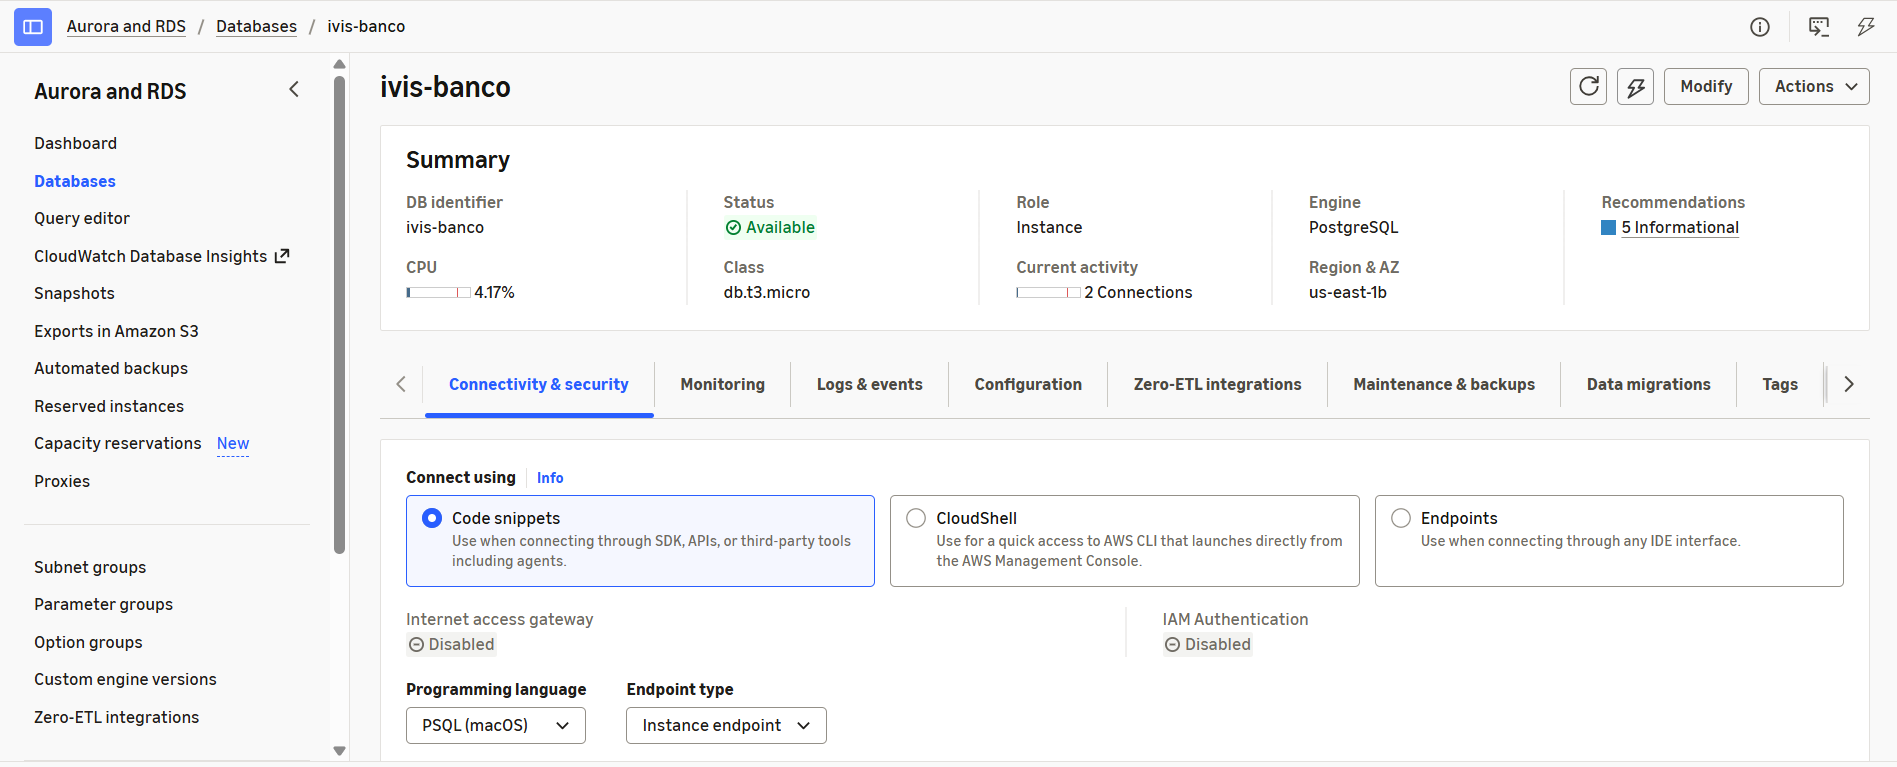 Aurora and RDS / Databases / ivis-banco
Aurora and RDS
Dashboard
Databases
Query editor
CloudWatch Database Insights
Snapshots
Exports in Amazon S3
Automated backups
Reserved instances
Capacity reservations New
Proxies
Subnet groups
Parameter groups
Option groups
Custom engine versions
Zero-ETL integrations
ivis-banco
Modify
Actions
Summary
DB identifier
ivis-banco
Status
Available
Role
Instance
Engine
PostgreSQL
Recommendations
5 Informational
CPU
4.17%
Class
db.t3.micro
Current activity
2 Connections
Region & AZ
us-east-1b
Connectivity & security
Monitoring
Logs & events
Configuration
Zero-ETL integrations
Maintenance & backups
Data migrations
Tags
Connect using Info
Code snippets
Use when connecting through SDK, APIs, or third-party tools
including agents.
CloudShell
Use for a quick access to AWS CLI that launches directly from
the AWS Management Console.
Endpoints
Use when connecting through any IDE interface.
Internet access gateway
Disabled
IAM Authentication
Disabled
Programming language
PSQL (macOS)
Endpoint type
Instance endpoint